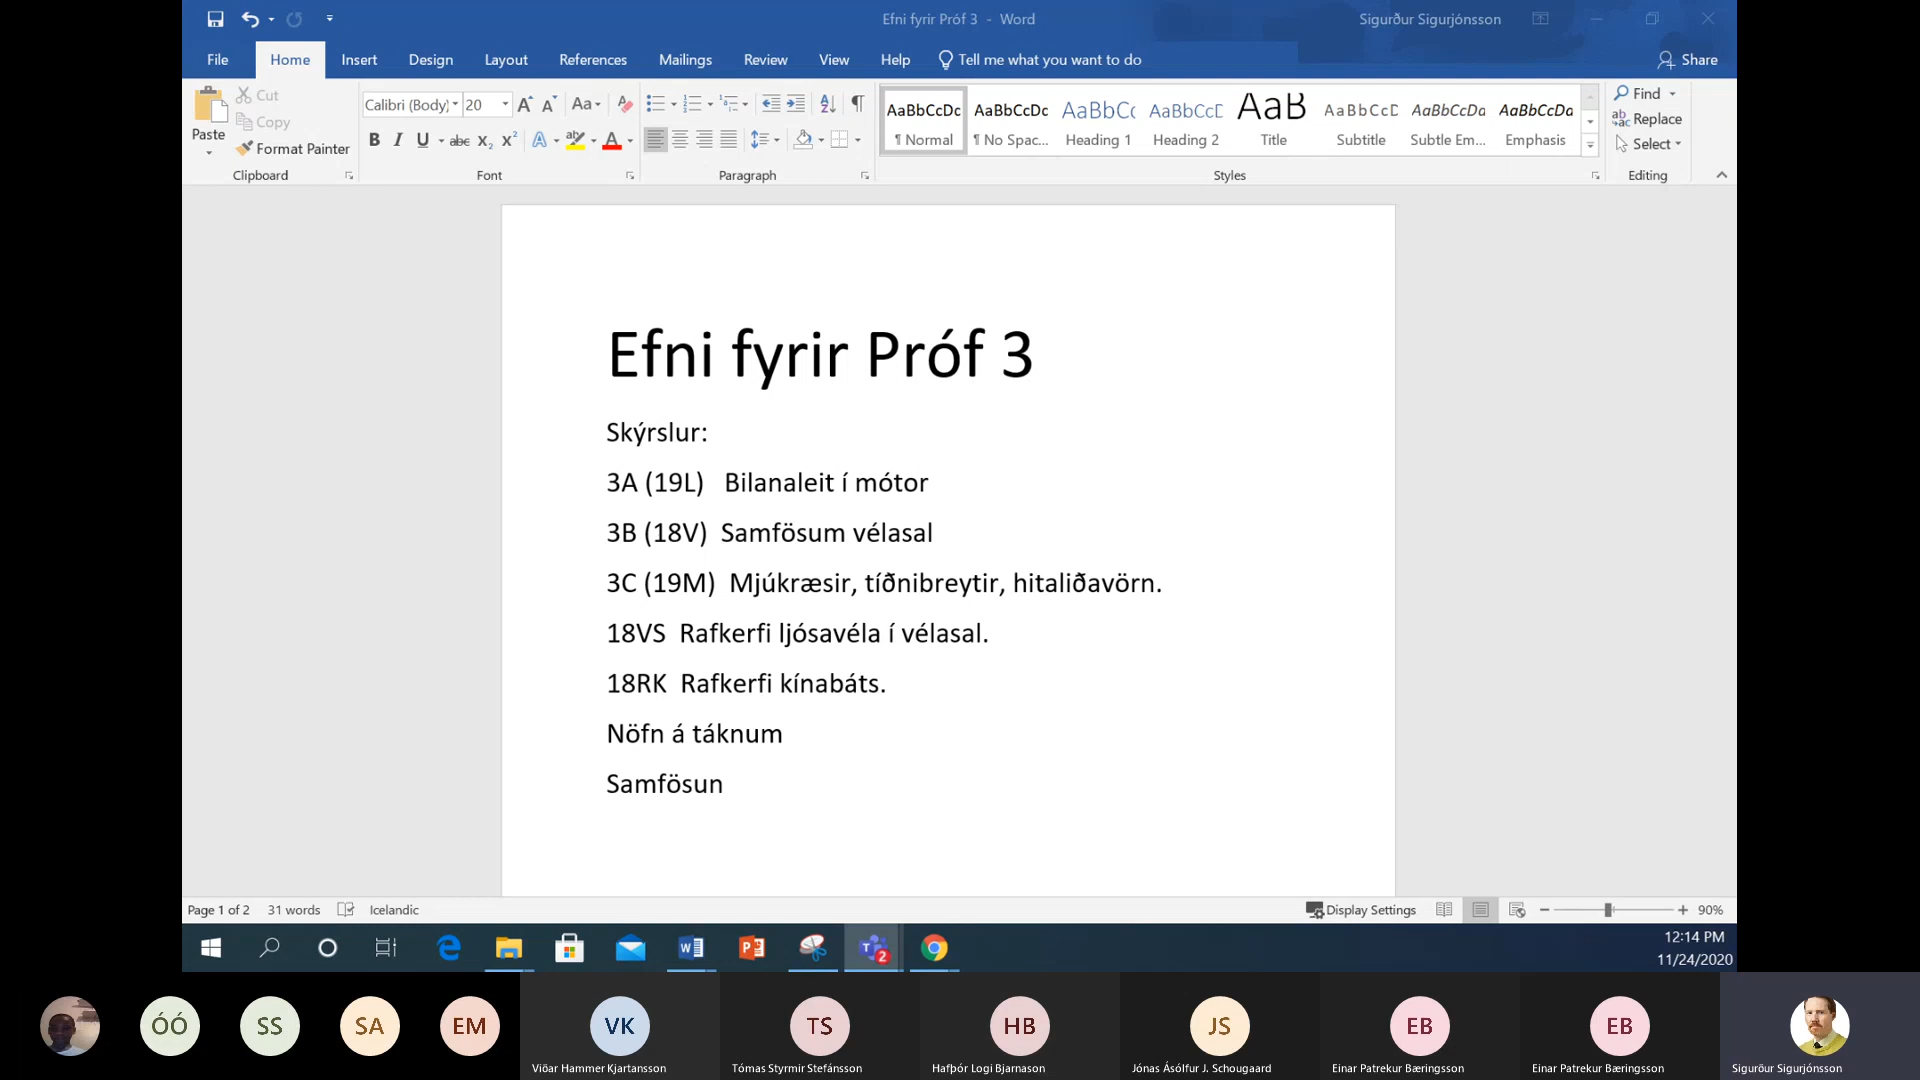 Efni fyrir Próf 3 - Word
Sigurður Sigurjónsson
File Home Insert Design Layout References Mailings Review View Help Tell me what you want to do Share
Paste
Cut
Copy
Format Painter
Clipboard
Calibri (Body) 20
Font
Paragraph
AaBbCcDc AaBbCcDc AaBbCc AaBbCcD AaB AaBbCcD AaBbCcDa AaBbCcDa
¶ Normal ¶ No Spac... Heading 1 Heading 2 Title Subtitle Subtle Em... Emphasis
Styles
Find
Replace
Select
Editing
Efni fyrir Próf 3
Skýrslur:
3A (19L) Bilanaleit í mótor
3B (18V) Samfösum vélasal
3C (19M) Mjúkræsir, tíðnibreytir, hitaliðavörn.
18VS Rafkerfi ljósavéla í vélasal.
18RK Rafkerfi kínabáts.
Nöfn á táknum
Samfösun
Page 1 of 2 31 words Icelandic Display Settings 90%
2
12:14 PM
11/24/2020
ÓÓ SS SA EM VK TS HB JS EB EB
Viðar Hammer Kjartansson Tómas Styrmir Stefánsson Hafþór Logi Bjarnason Jónas Ásólfur J. Schougaard Einar Patrekur Bæringsson Einar Patrekur Bæringsson Sigurður Sigurjónsson